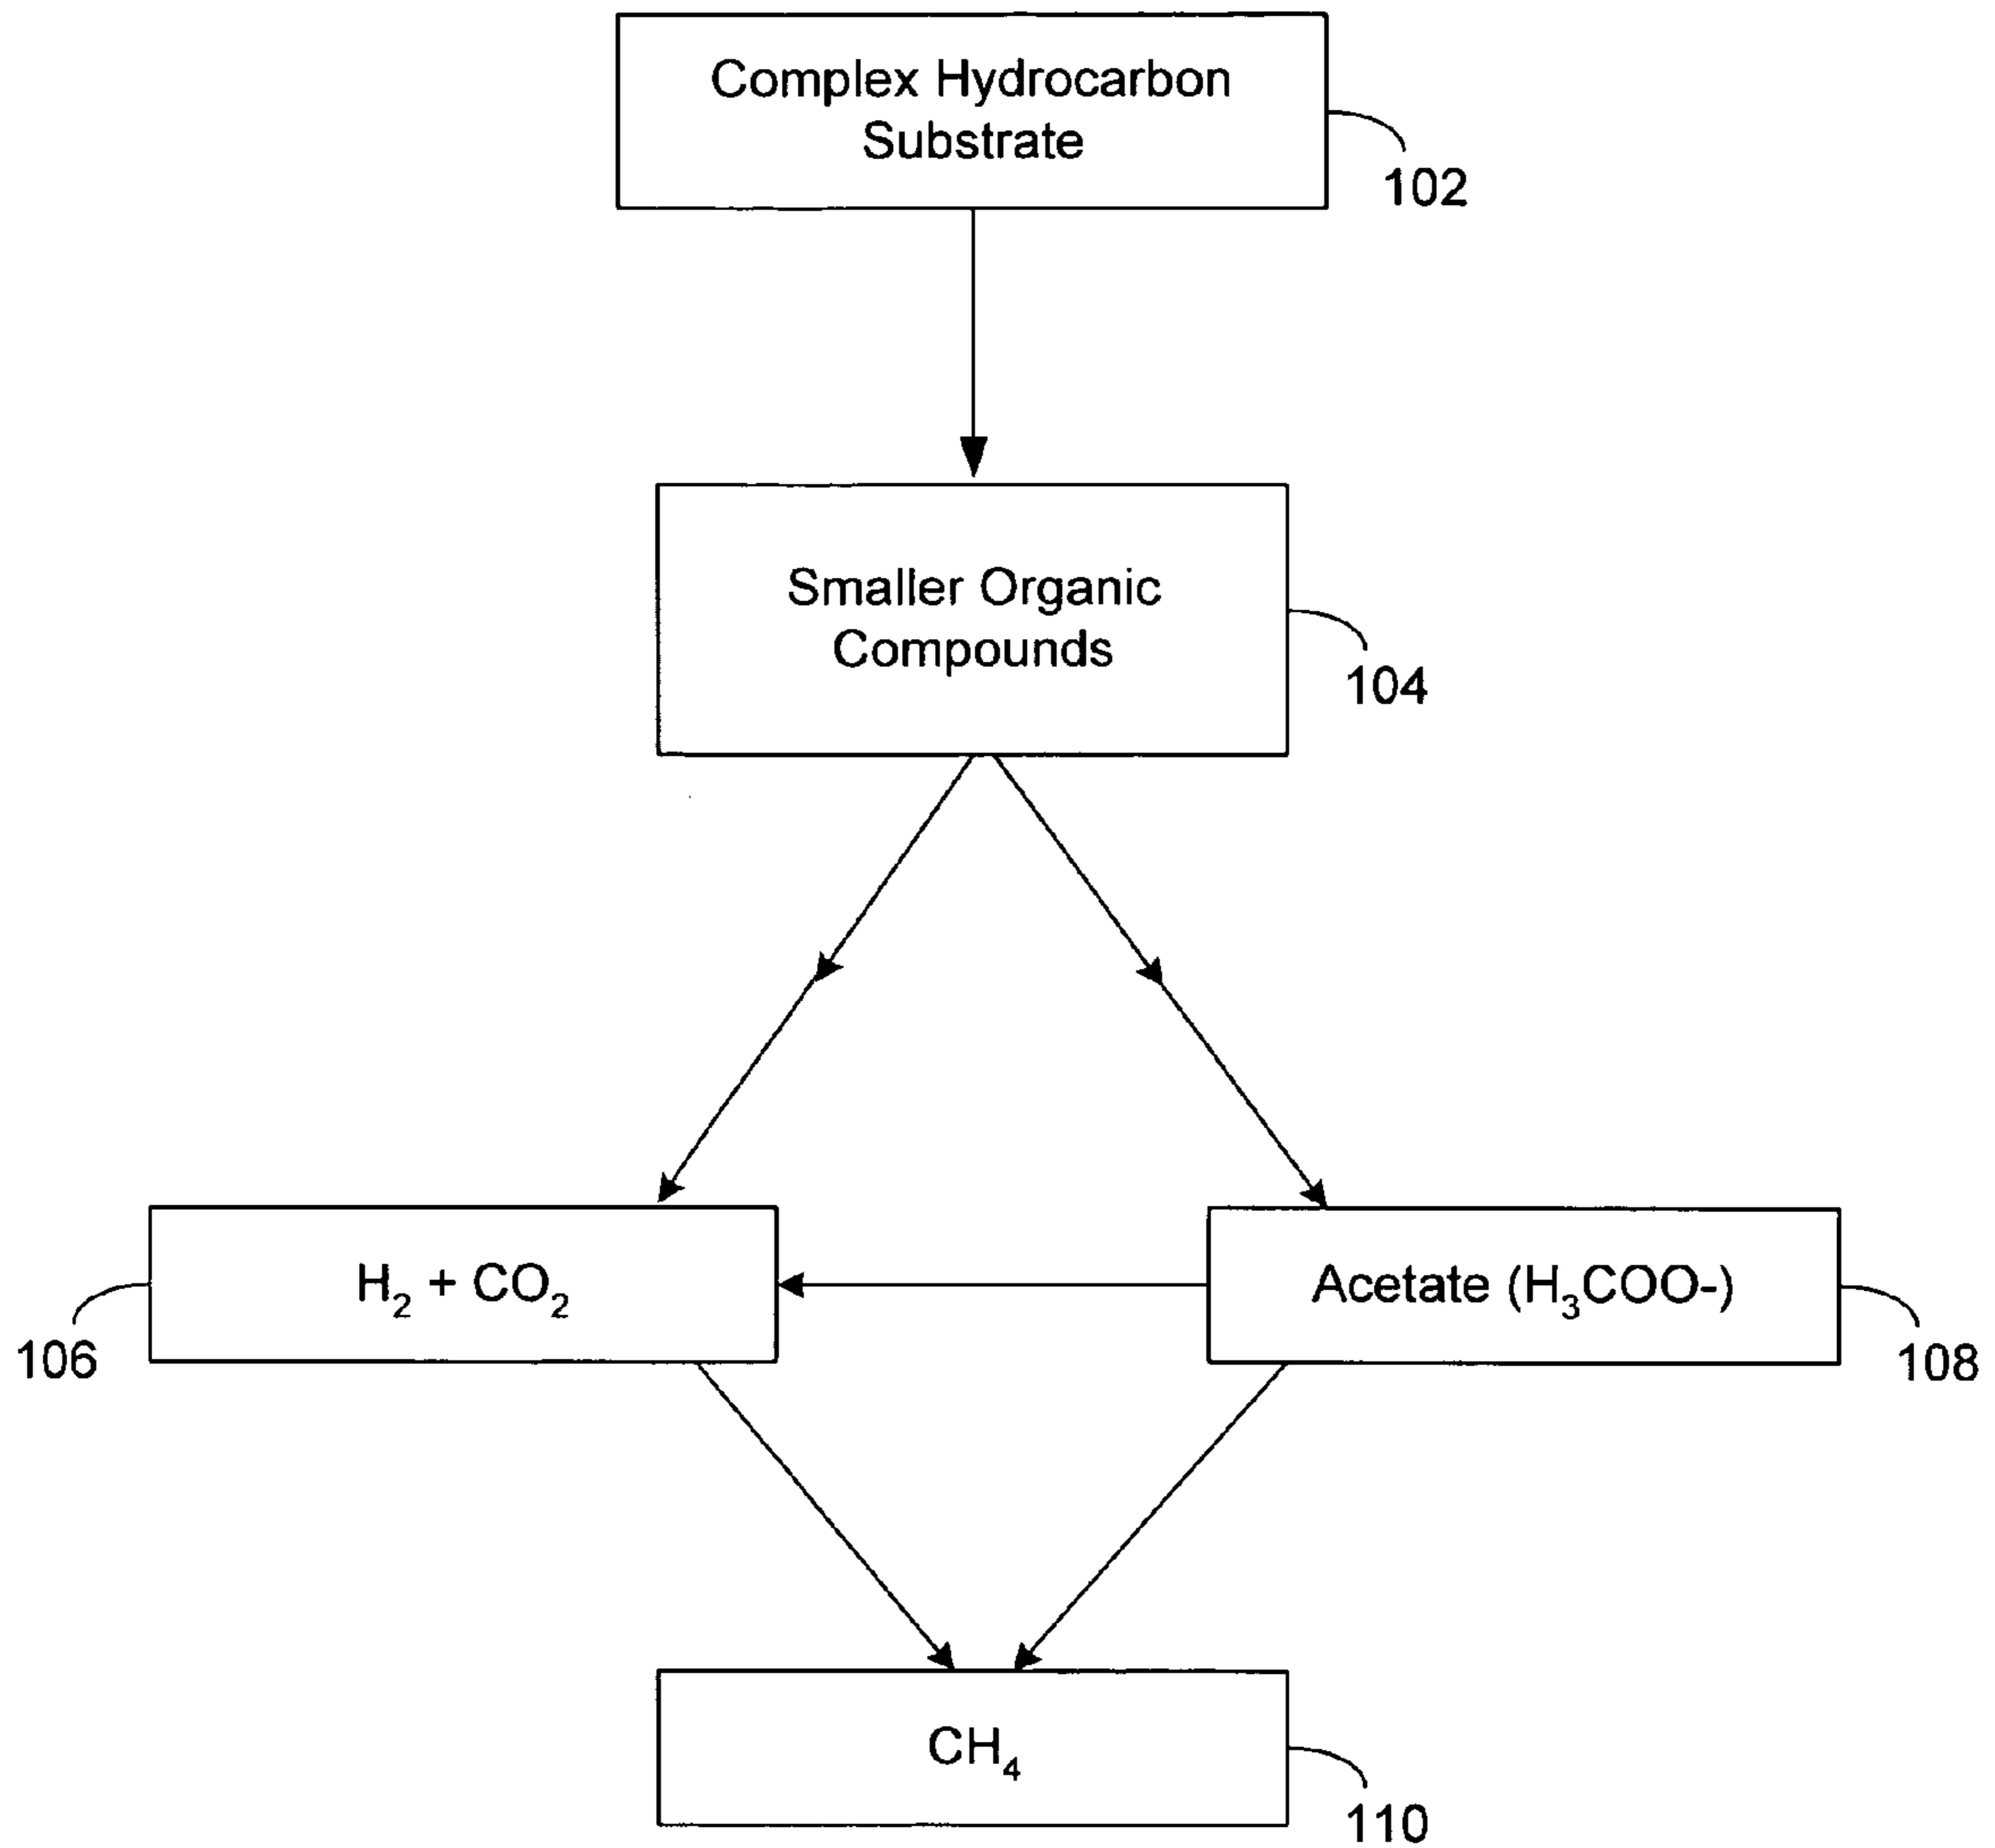 Complex Hydrocarbon
Substrate
102
Smaller Organic
Compounds
104
H₂ + CO₂
106
Acetate (H₃COO-)
108
CH₄
110